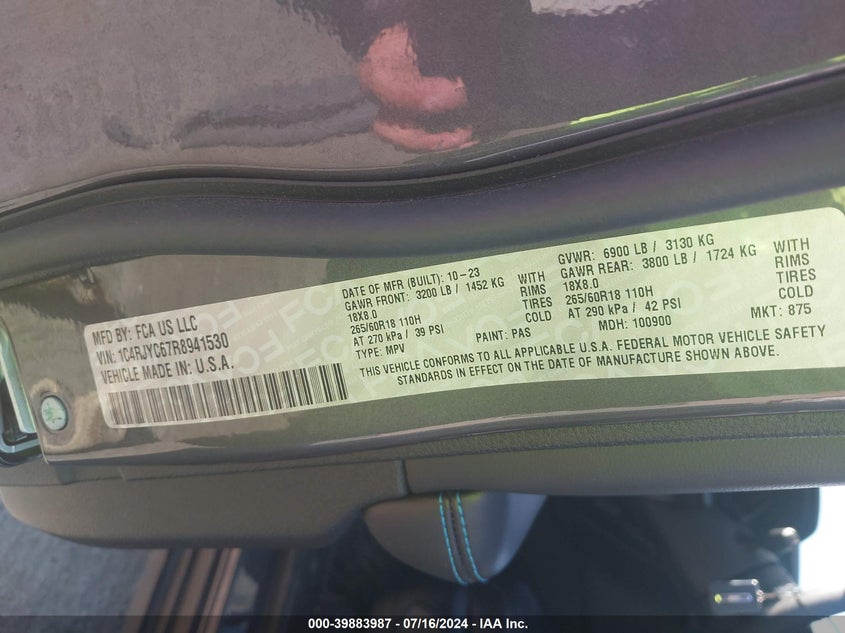 MFD BY: FCA US LLC
VIN: 1C4RJYC67R8941530
VEHICLE MADE IN: U.S.A.
DATE OF MFR (BUILT): 10-23
GAWR FRONT: 3200 LB / 1452 KG WITH
18X8.0 RIMS
265/60R18 110H TIRES
AT 270 kPa / 39 PSI COLD
TYPE: MPV PAINT: PAS
GVWR: 6900 LB / 3130 KG
GAWR REAR: 3800 LB / 1724 KG WITH
18X8.0 RIMS
265/60R18 110H TIRES
AT 290 kPa / 42 PSI COLD
MDH: 100900 MKT: 875
THIS VEHICLE CONFORMS TO ALL APPLICABLE U.S.A. FEDERAL MOTOR VEHICLE SAFETY
STANDARDS IN EFFECT ON THE DATE OF MANUFACTURE SHOWN ABOVE.
000-39883987 - 07/16/2024 - IAA Inc.